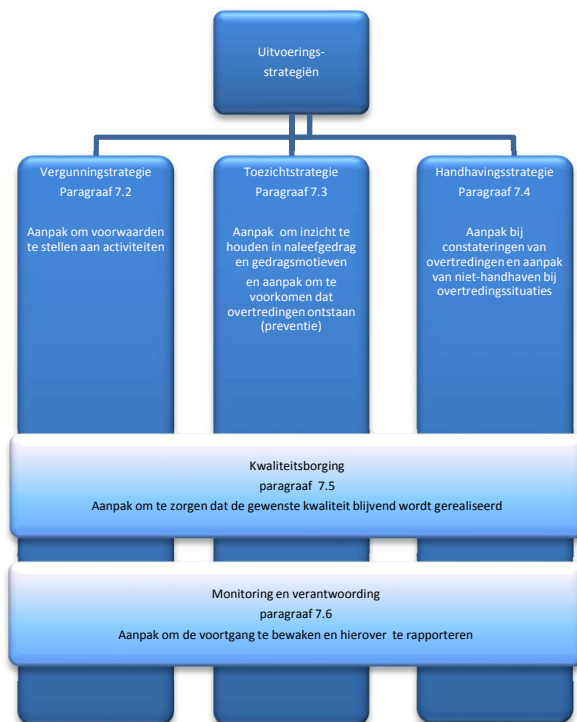 Uitvoerings-
strategiën
Vergunningstrategie
Paragraaf 7.2
Aanpak om voorwaarden
te stellen aan activiteiten
Toezichtstrategie
Paragraaf 7.3
Aanpak om inzicht te
houden in naleefgedrag
en gedragsmotieven
en aanpak om te
voorkomen dat
overtredingen ontstaan
(preventie)
Handhavingsstrategie
Paragraaf 7.4
Aanpak bij
constateringen van
overtredingen en aanpak
van niet-handhaven bij
overtredingssituaties
Kwaliteitsborging
paragraaf 7.5
Aanpak om te zorgen dat de gewenste kwaliteit blijvend wordt gerealiseerd
Monitoring en verantwoording
paragraaf 7.6
Aanpak om de voortgang te bewaken en hierover te rapporteren